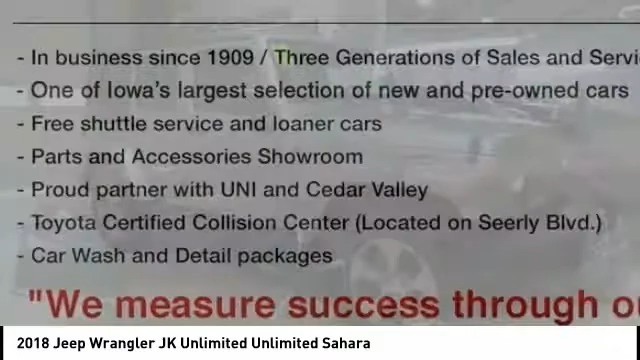 - In business since 1909 / Three Generations of Sales and
- One of Iowa's largest selection of new and pre-owned cars
- Free shuttle service and loaner cars
- Parts and Accessories Showroom
- Proud partner with UNI and Cedar Valley
- Toyota Certified Collision Center (Located on Seerly Blvd.)
- Car Wash and Detail packages
"We measure success through
2018 Jeep Wrangler JK Unlimited Unlimited Sahara